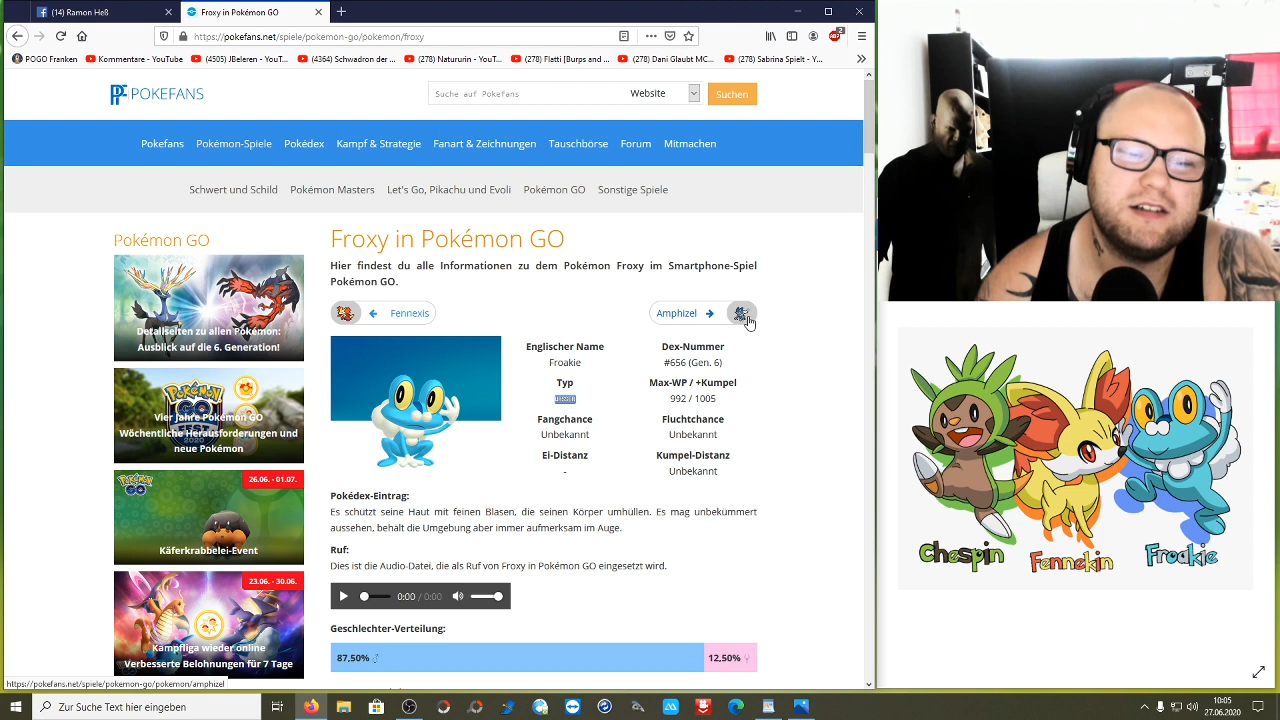 (14) Ramon Heß
Froxy in Pokémon GO
https://pokefans.net/spiele/pokemon-go/pokemon/froxy
POGO Franken
Kommentare - YouTube
(4505) JBeleren - YouT...
(4364) Schwadron der ...
(278) Natururin - YouT...
(278) Flatti [Burps and ...
(278) Dani Glaubt MC...
(278) Sabrina Spielt - Y...
POKEFANS
Suche auf Pokefans
Website
Suchen
Pokefans
Pokémon-Spiele
Pokédex
Kampf & Strategie
Fanart & Zeichnungen
Tauschbörse
Forum
Mitmachen
Schwert und Schild
Pokémon Masters
Let's Go, Pikachu und Evoli
Pokémon GO
Sonstige Spiele
Pokémon GO
Detailseiten zu allen Pokémon:
Ausblick auf die 6. Generation!
Vier Jahre Pokémon GO
Wöchentliche Herausforderungen und
neue Pokémon
26.06. - 01.07.
Käferkrabbelei-Event
23.06. - 30.06.
Kampfliga wieder online
Verbesserte Belohnungen für 7 Tage
Froxy in Pokémon GO
Hier findest du alle Informationen zu dem Pokémon Froxy im Smartphone-Spiel
Pokémon GO.
Fennexis
Amphizel
Englischer Name
Froakie
Dex-Nummer
#656 (Gen. 6)
Typ
WASSER
Max-WP / +Kumpel
992 / 1005
Fangchance
Unbekannt
Fluchtchance
Unbekannt
Ei-Distanz
-
Kumpel-Distanz
Unbekannt
Pokédex-Eintrag:
Es schützt seine Haut mit feinen Blasen, die seinen Körper umhüllen. Es mag unbekümmert
aussehen, behält die Umgebung aber immer aufmerksam im Auge.
Ruf:
Dies ist die Audio-Datei, die als Ruf von Froxy in Pokémon GO eingesetzt wird.
0:00 / 0:00
Geschlechter-Verteilung:
87,50% ♂
12,50% ♀
https://pokefans.net/spiele/pokemon-go/pokemon/amphizel
Chespin
Fennekin
Froakie
Zur Suche Text hier eingeben
10:05
27.06.2020